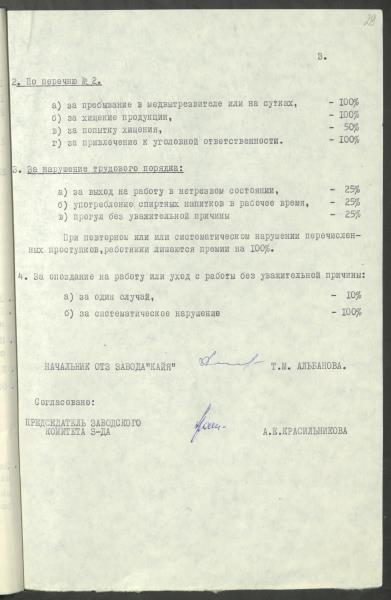 29
3.
2. По перечню № 2.
а) за пребывание в медвытрезвителе или на сутках, - 100%
б) за хищение продукции, - 100%
в) за попытку хищения, - 50%
г) за привлечение к уголовной ответственности. - 100%
3. За нарушение трудового порядка:
а) за выход на работу в нетрезвом состоянии, - 25%
б) употребление спиртных напитков в рабочее время, - 25%
в) прогул без уважительной причины - 25%
При повторном или или систематическом нарушении перечислен-
ных проступков,работники лишаются премии на 100%.
4. За опоздание на работу или уход с работы без уважительной причины:
а) за один случай, - 10%
б) за систематическое нарушение - 100%
НАЧАЛЬНИК ОТЗ ЗАВОДА"КАЙЯ" Т.М. АЛЬБАНОВА.
Согласовано:
ПРЕДСЕДАТЕЛЬ ЗАВОДСКОГО
КОМИТЕТА З-ДА А.Е.КРАСИЛЬНИКОВА